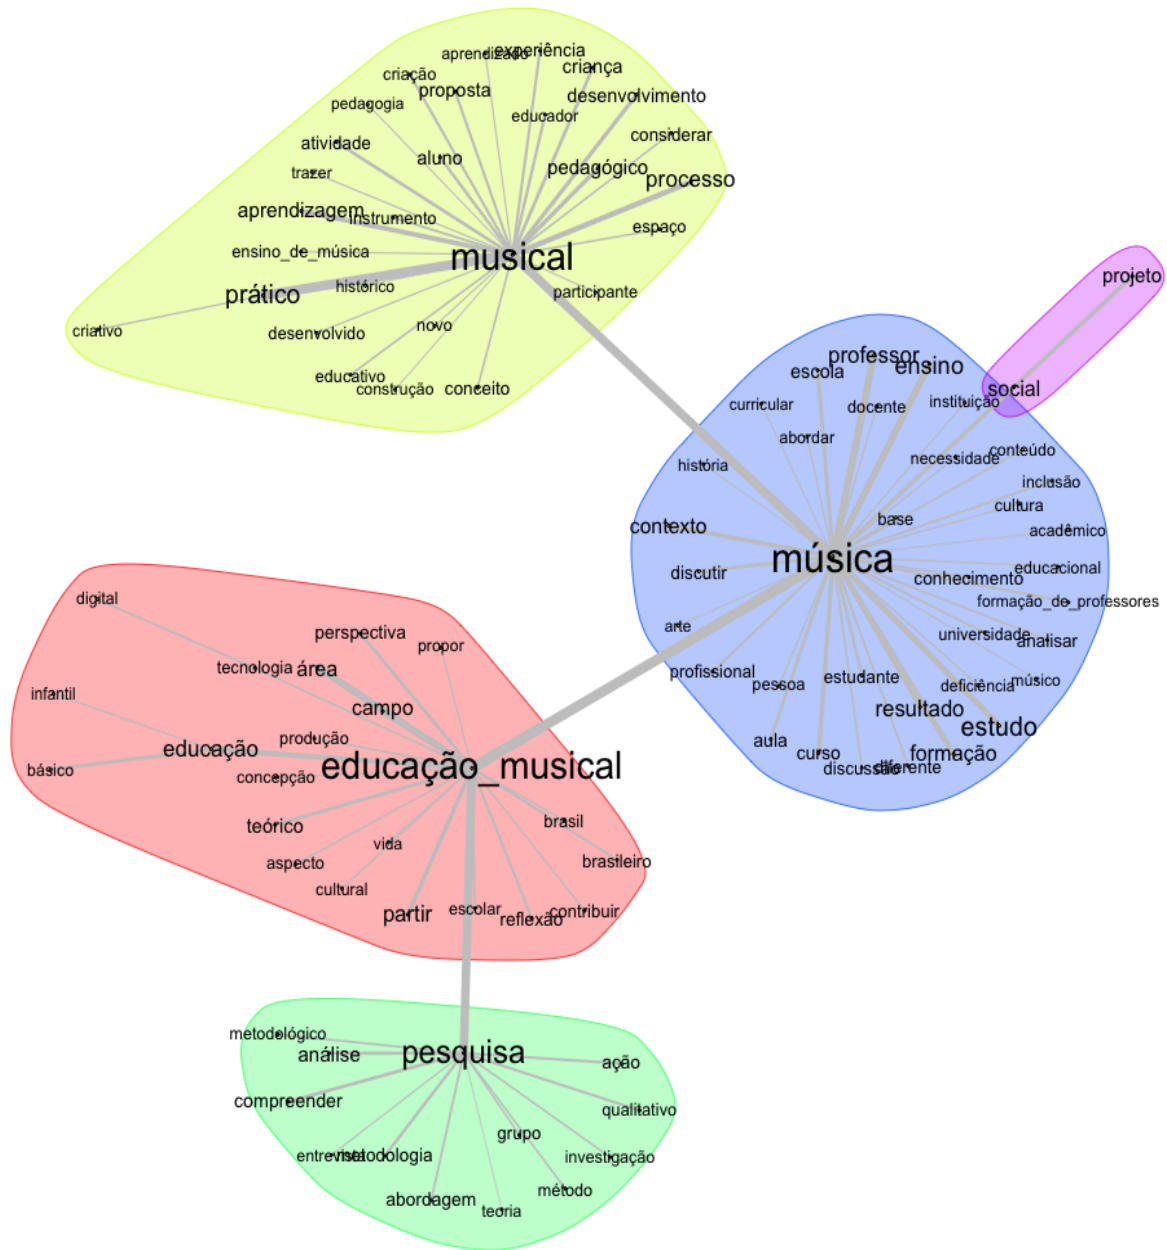 experiência
aprendizado
criança
criação
proposta
desenvolvimento
pedagogia
educador
considerar
atividade
aluno
pedagógico
trazer
processo
aprendizagem
instrumento
espaço
ensino_de_música
musical
histórico
prático
participante
criativo
desenvolvido
novo
educativo
construção
conceito
projeto
professor
ensino
escola
social
curricular
docente
instituição
abordar
necessidade
conteúdo
história
inclusão
cultura
base
contexto
acadêmico
música
discutir
educacional
conhecimento
formação_de_professores
arte
universidade
analisar
profissional
pessoa
estudante
deficiência
músico
resultado
estudo
aula
curso
formação
discussão
diferente
digital
perspectiva
propor
tecnologia
área
infantil
campo
produção
educação
educação_musical
básico
concepção
teórico
brasil
vida
aspecto
brasileiro
cultural
partir
escolar
reflexão
contribuir
metodológico
análise
pesquisa
ação
compreender
qualitativo
grupo
entrevista
metodologia
investigação
método
abordagem
teoria